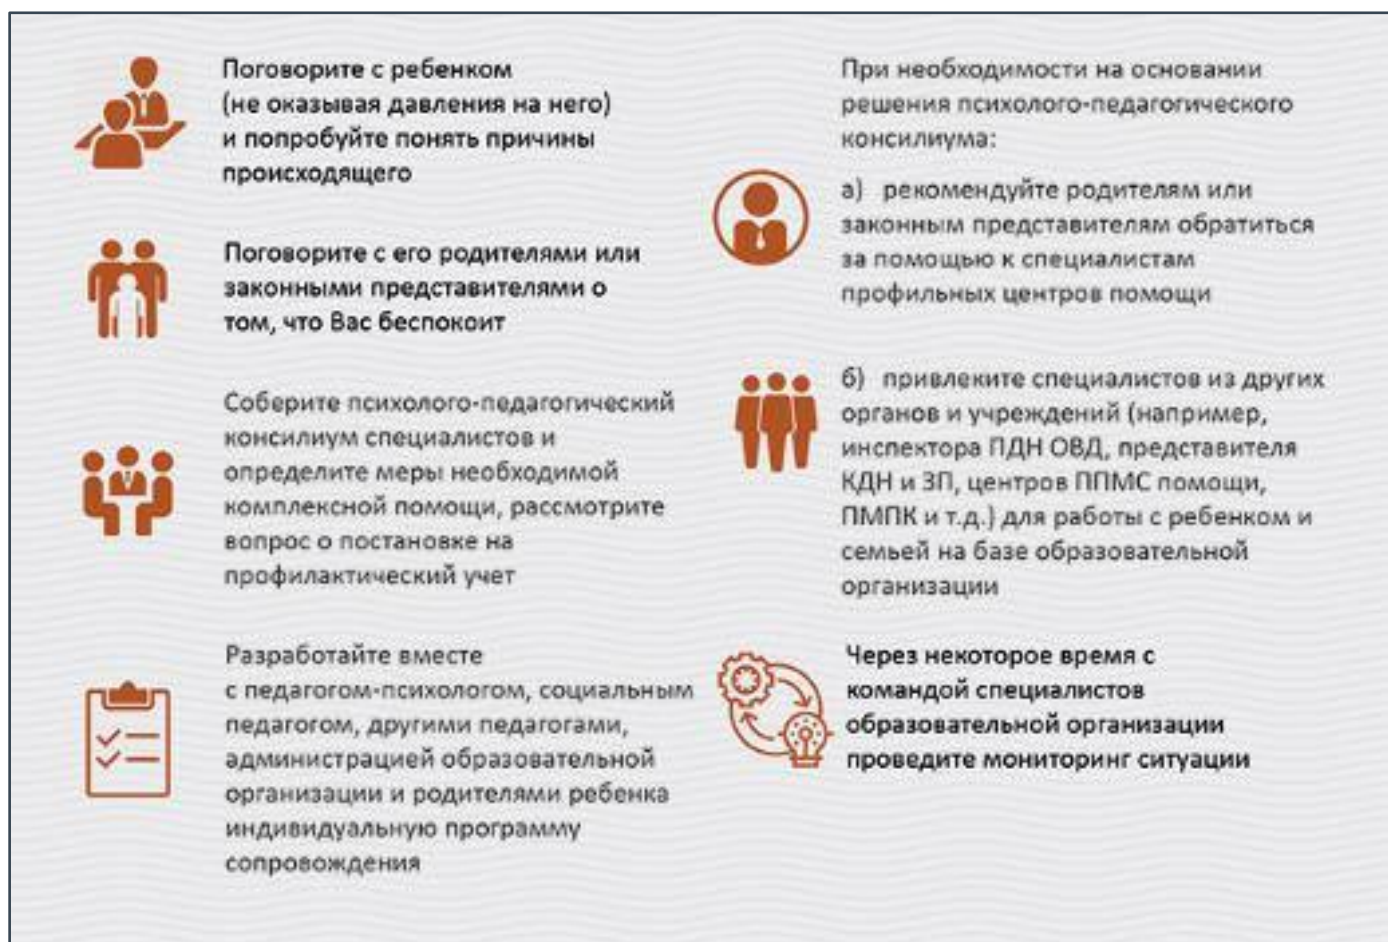 Поговорите с ребенком
(не оказывая давления на него)
и попробуйте понять причины
происходящего
Поговорите с его родителями или
законными представителями о
том, что Вас беспокоит
Соберите психолого-педагогический
консилиум специалистов и
определите меры необходимой
комплексной помощи, рассмотрите
вопрос о постановке на
профилактический учет
Разработайте вместе
с педагогом-психологом, социальным
педагогом, другими педагогами,
администрацией образовательной
организации и родителями ребенка
индивидуальную программу
сопровождения
При необходимости на основании
решения психолого-педагогического
консилиума:
а) рекомендуйте родителям или
законным представителям обратиться
за помощью к специалистам
профильных центров помощи
б) привлеките специалистов из других
органов и учреждений (например,
инспектора ПДН ОВД, представителя
КДН и ЗП, центров ППМС помощи,
ПМПК и т.д.) для работы с ребенком и
семьей на базе образовательной
организации
Через некоторое время с
командой специалистов
образовательной организации
проведите мониторинг ситуации